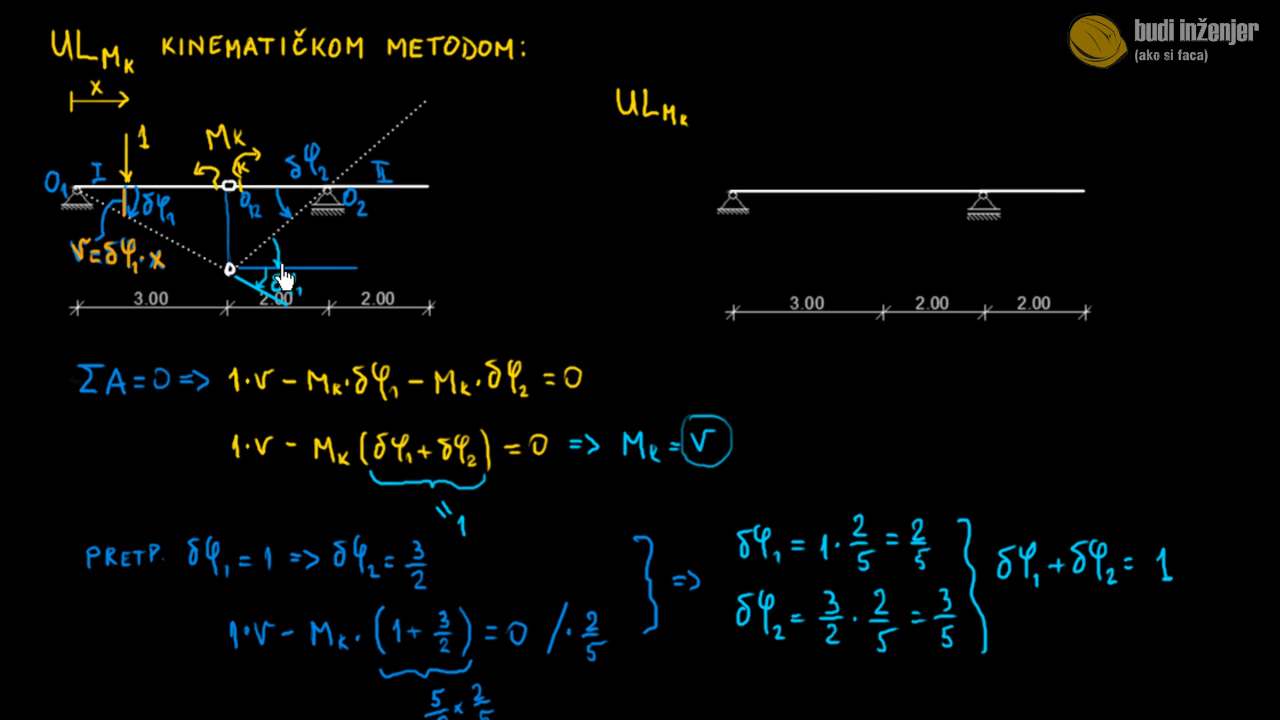 UL_Mk KINEMATIČKOM METODOM:
budi inženjer
(ako si faca)
x
1
Mk
k
O₁ I δφ₁ O₁₂ δφ₂ II O₂
v=δφ₁·x
3.00 2.00 2.00
UL_Mk
3.00 2.00 2.00
ΣA=0 => 1·v - Mk·δφ₁ - Mk·δφ₂ = 0
1·v - Mk (δφ₁+δφ₂) = 0 => Mk = v
= 1
PRETP. δφ₁ = 1 => δφ₂ = 3/2
1·v - Mk·(1+3/2) = 0 /·2/5
=>
δφ₁ = 1·2/5 = 2/5
δφ₂ = 3/2·2/5 = 3/5
δφ₁+δφ₂ = 1